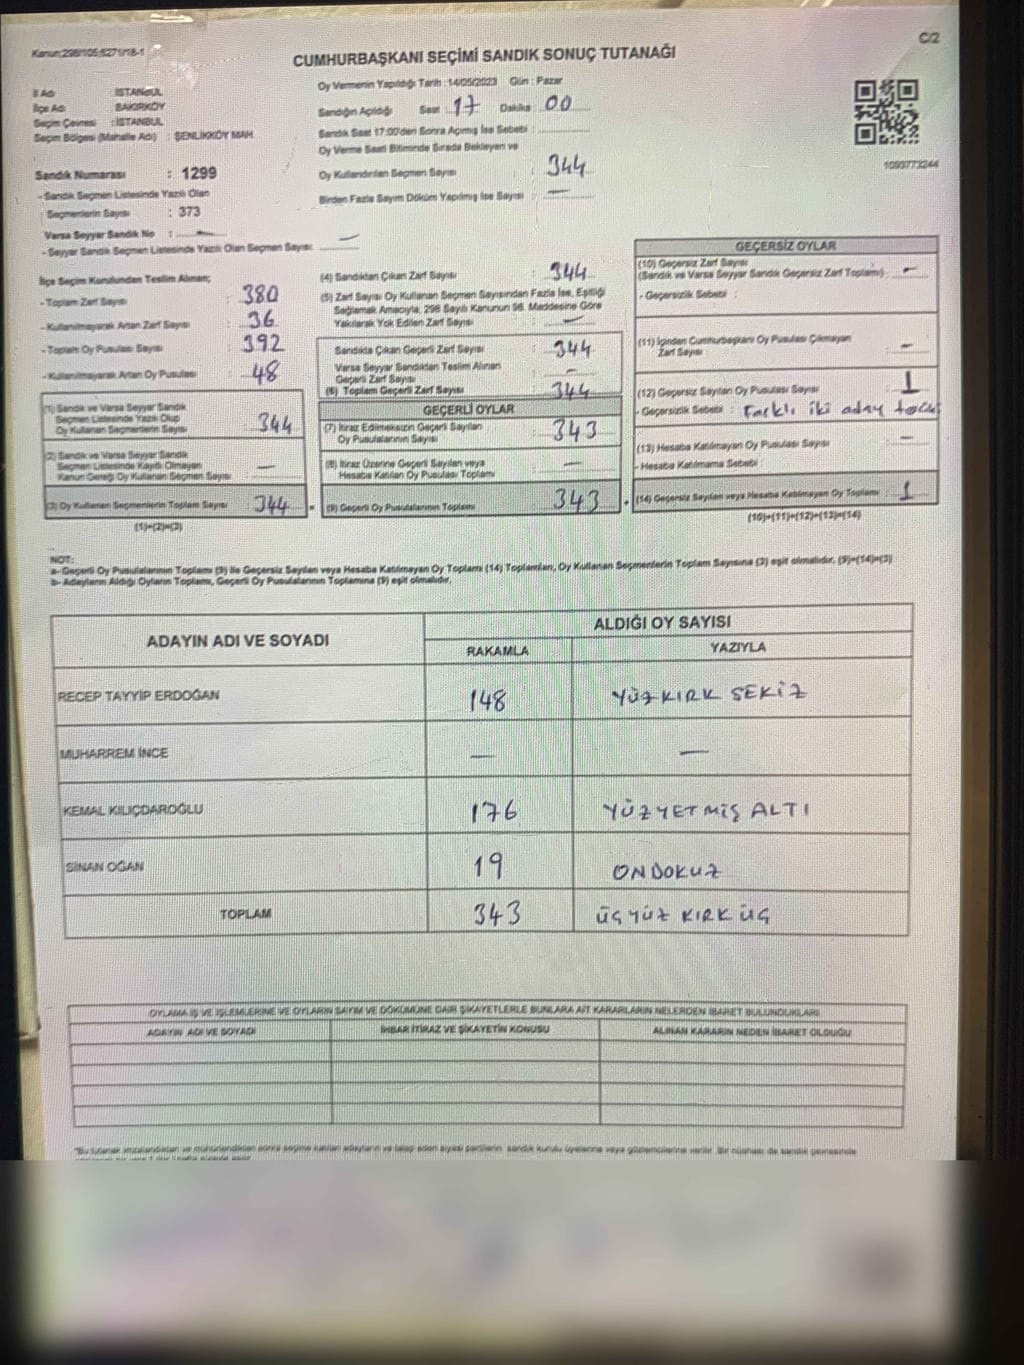 Kanun:298/105;6271/18-1
C/2
CUMHURBAŞKANI SEÇİMİ SANDIK SONUÇ TUTANAĞI
İl Adı İSTANBUL
İlçe Adı BAKIRKÖY
Seçim Çevresi : İSTANBUL
Seçim Bölgesi (Mahalle Adı) : ŞENLİKKÖY MAH.
Oy Vermenin Yapıldığı Tarih :14/05/2023 Gün : Pazar
Sandığın Açıldığı Saat : 17 Dakika : 00
Sandık Saat 17:00'den Sonra Açımış İse Sebebi :
Oy Verme Saati Bitiminde Sırada Bekleyen ve
Oy Kullandırılan Seçmen Sayısı : 344
Birden Fazla Sayım Döküm Yapılmış İse Sayısı : —
1093773244
Sandık Numarası : 1299
- Sandık Seçmen Listesinde Yazılı Olan
Seçmenlerin Sayısı : 373
Varsa Seyyar Sandık No : —
- Seyyar Sandık Seçmen Listesinde Yazılı Olan Seçmen Sayısı: —
İlçe Seçim Kurulundan Teslim Alınan;
- Toplam Zarf Sayısı : 380
- Kullanılmayarak Artan Zarf Sayısı : 36
- Toplam Oy Pusulası Sayısı : 392
- Kullanılmayarak Artan Oy Pusulası : 48
(1) Sandık ve Varsa Seyyar Sandık
Seçmen Listesinde Yazılı Olup
Oy Kullanan Seçmenlerin Sayısı : 344
(2) Sandık ve Varsa Seyyar Sandık
Seçmen Listesinde Kayıtlı Olmayan
Kanun Gereği Oy Kullanan Seçmen Sayısı : —
(3) Oy Kullanan Seçmenlerin Toplam Sayısı : 344
(1)+(2)=(3)
(4) Sandıktan Çıkan Zarf Sayısı : 344
(5) Zarf Sayısı Oy Kullanan Seçmen Sayısından Fazla İse, Eşitliği
Sağlamak Amacıyla, 298 Sayılı Kanunun 98. Maddesine Göre
Yakılarak Yok Edilen Zarf Sayısı : —
Sandıkta Çıkan Geçerli Zarf Sayısı : 344
Varsa Seyyar Sandıktan Teslim Alınan
Geçerli Zarf Sayısı : —
(6) Toplam Geçerli Zarf Sayısı : 344
GEÇERLİ OYLAR
(7) İtiraz Edilmeksizin Geçerli Sayılan
Oy Pusulalarının Sayısı : 343
(8) İtiraz Üzerine Geçerli Sayılan veya
Hesaba Katılan Oy Pusulası Toplamı : —
(9) Geçerli Oy Pusulalarının Toplamı : 343
GEÇERSİZ OYLAR
(10) Geçersiz Zarf Sayısı
(Sandık ve Varsa Seyyar Sandık Geçersiz Zarf Toplamı) : —
- Geçersizlik Sebebi :
(11) İçinden Cumhurbaşkanı Oy Pusulası Çıkmayan
Zarf Sayısı : —
(12) Geçersiz Sayılan Oy Pusulası Sayısı : 1
- Geçersizlik Sebebi : Farklı iki aday
(13) Hesaba Katılmayan Oy Pusulası Sayısı : —
- Hesaba Katılmama Sebebi :
(14) Geçersiz Sayılan veya Hesaba Katılmayan Oy Toplamı : 1
(10)+(11)+(12)+(13)=(14)
NOT:
a- Geçerli Oy Pusulalarının Toplamı (9) ile Geçersiz Sayılan veya Hesaba Katılmayan Oy Toplamı (14) Toplamları, Oy Kullanan Seçmenlerin Toplam Sayısına (3) eşit olmalıdır. (9)+(14)=(3)
b- Adayların Aldığı Oyların Toplamı, Geçerli Oy Pusulalarının Toplamına (9) eşit olmalıdır.
ADAYIN ADI VE SOYADI
ALDIĞI OY SAYISI
RAKAMLA YAZIYLA
RECEP TAYYİP ERDOĞAN 148 YÜZ KIRK SEKİZ
MUHARREM İNCE — —
KEMAL KILIÇDAROĞLU 176 YÜZYETMİŞ ALTI
SİNAN OĞAN 19 ONDOKUZ
TOPLAM 343 ÜÇYÜZ KIRK ÜÇ
OYLAMA İŞ VE İŞLEMLERİNE VE OYLARIN SAYIM VE DÖKÜMÜNE DAİR ŞİKAYETLERLE BUNLARA AİT KARARLARIN NELERDEN İBARET BULUNDUKLARI
ADAYIN ADI VE SOYADI İHBAR İTİRAZ VE ŞİKAYETİN KONUSU ALINAN KARARIN NEDEN İBARET OLDUĞU
"Bu tutanak imzalandıktan ve mühürlendikten sonra seçime katılan adayların ve talep eden siyasi partilerin sandık kurulu üyelerine veya gözlemcilerine verilir. Bir nüshası da sandık çevresinde